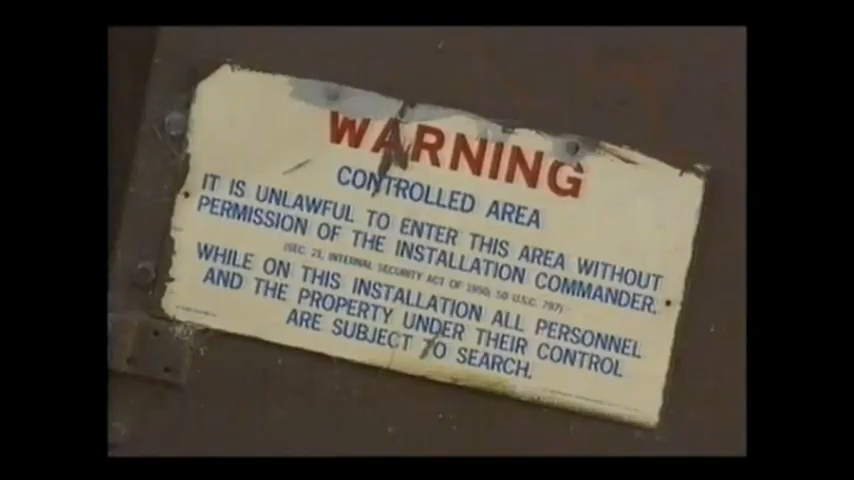 WARNING
CONTROLLED AREA
IT IS UNLAWFUL TO ENTER THIS AREA WITHOUT
PERMISSION OF THE INSTALLATION COMMANDER.
(SEC. 21, INTERNAL SECURITY ACT OF 1950; 50 U.S.C. 797)
WHILE ON THIS INSTALLATION ALL PERSONNEL
AND THE PROPERTY UNDER THEIR CONTROL
ARE SUBJECT TO SEARCH.